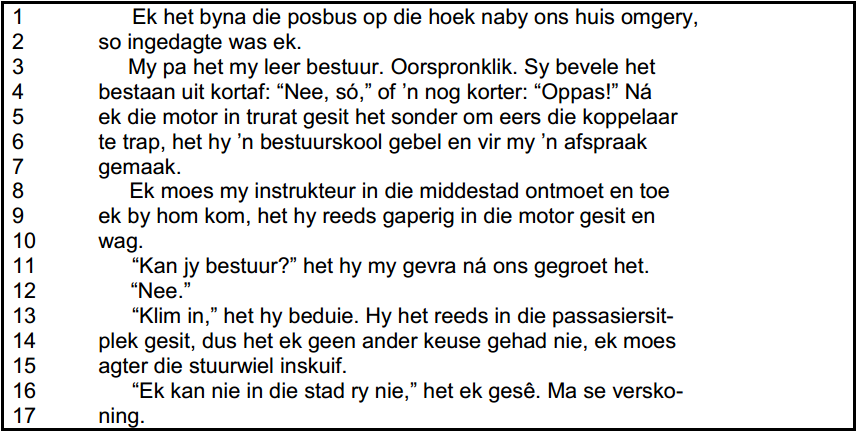 1 Ek het byna die posbus op die hoek naby ons huis omgery,
2 so ingedagte was ek.
3 My pa het my leer bestuur. Oorspronklik. Sy bevele het
4 bestaan uit kortaf: “Nee, só,” of ’n nog korter: “Oppas!” Ná
5 ek die motor in trurat gesit het sonder om eers die koppelaar
6 te trap, het hy ’n bestuurskool gebel en vir my ’n afspraak
7 gemaak.
8 Ek moes my instrukteur in die middestad ontmoet en toe
9 ek by hom kom, het hy reeds gaperig in die motor gesit en
10 wag.
11 “Kan jy bestuur?” het hy my gevra ná ons gegroet het.
12 “Nee.”
13 “Klim in,” het hy beduie. Hy het reeds in die passasiersit-
14 plek gesit, dus het ek geen ander keuse gehad nie, ek moes
15 agter die stuurwiel inskuif.
16 “Ek kan nie in die stad ry nie,” het ek gesê. Ma se versko-
17 ning.